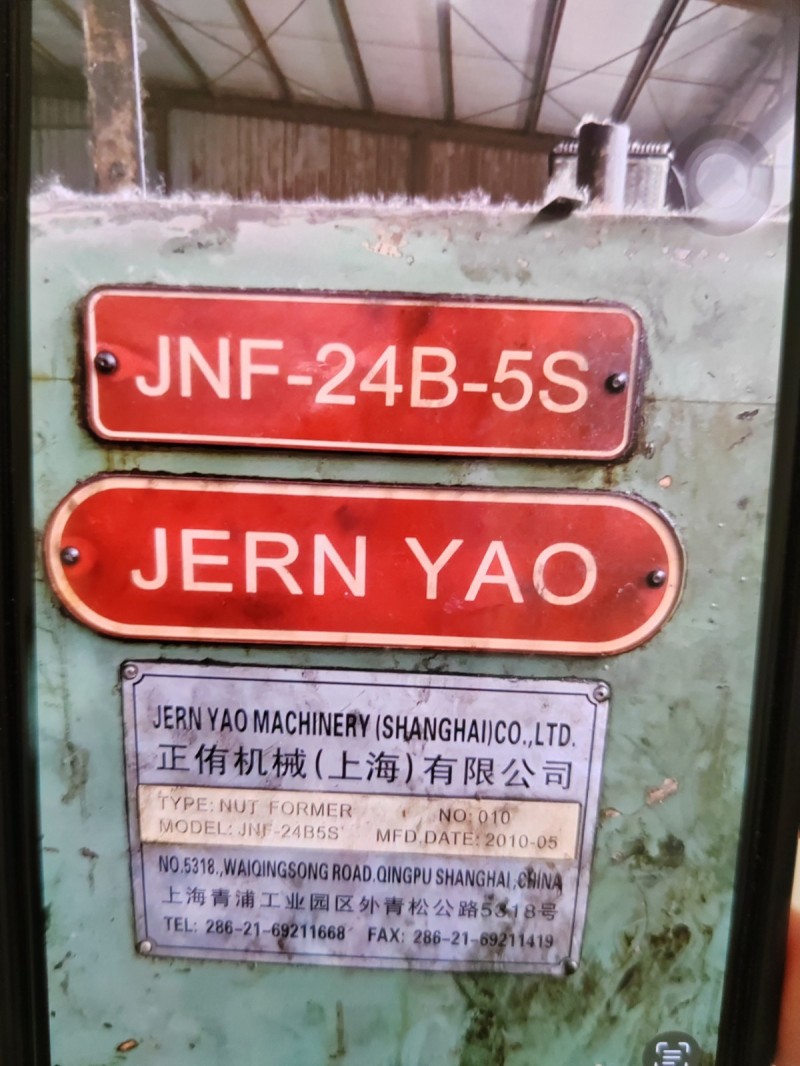 JNF-24B-5S
JERN YAO
JERN YAO MACHINERY (SHANGHAI)CO.,LTD.
正侑机械(上海)有限公司
TYPE: NUT FORMER NO: 010
MODEL: JNF-24B5S MFD.DATE: 2010-05
NO.5318.,WAIQINGSONG ROAD.QINGPU SHANGHAI,CHINA
上海青浦工业园区外青松公路5318号
TEL: 286-21-69211668 FAX: 286-21-69211419